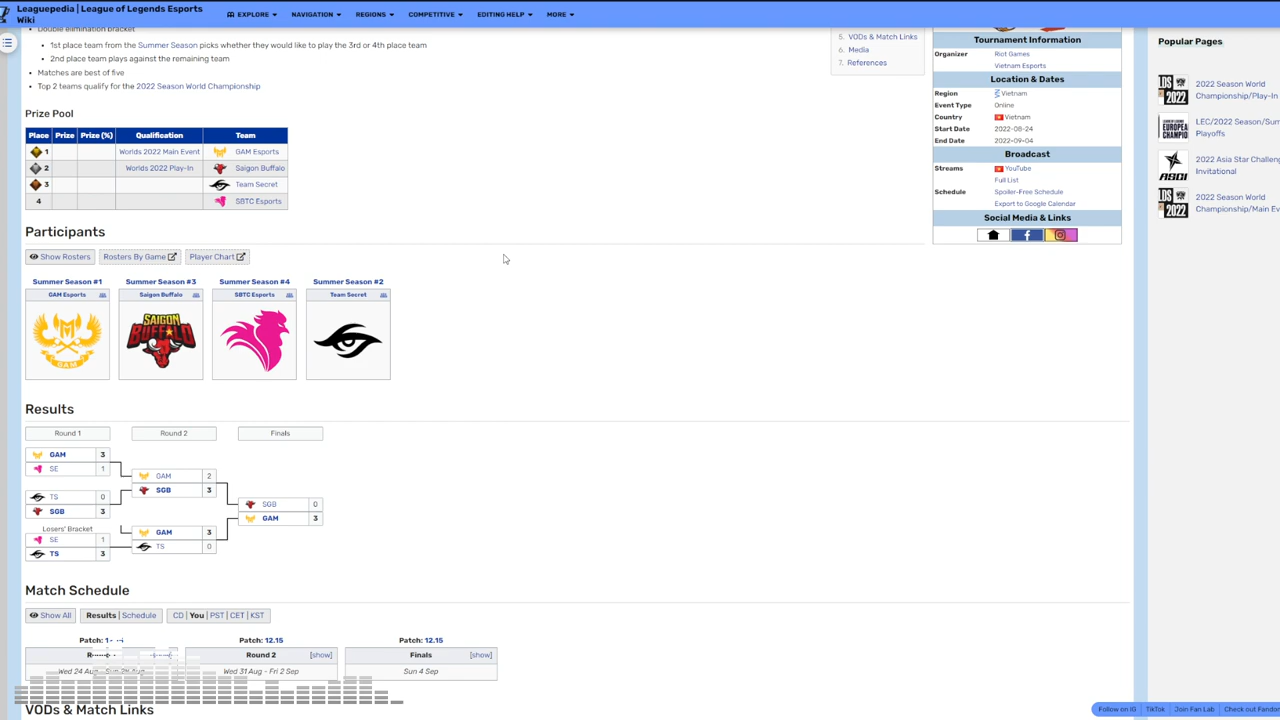 Leaguepedia | League of Legends Esports
Wiki
EXPLORE
NAVIGATION
REGIONS
COMPETITIVE
EDITING HELP
MORE
Double elimination bracket
1st place team from the Summer Season picks whether they would like to play the 3rd or 4th place team
2nd place team plays against the remaining team
Matches are best of five
Top 2 teams qualify for the 2022 Season World Championship
Prize Pool
Place Prize Prize (%) Qualification Team
1 Worlds 2022 Main Event GAM Esports
2 Worlds 2022 Play-In Saigon Buffalo
3 Team Secret
4 SBTC Esports
5. VODs & Match Links
6. Media
7. References
Tournament Information
Organizer Riot Games
Vietnam Esports
Location & Dates
Region Vietnam
Event Type Online
Country Vietnam
Start Date 2022-08-24
End Date 2022-09-04
Broadcast
Streams YouTube
Full List
Schedule Spoiler-Free Schedule
Export to Google Calendar
Social Media & Links
Popular Pages
2022 Season World
Championship/Play-In
LEC/2022 Season/Sum
Playoffs
2022 Asia Star Challeng
Invitational
2022 Season World
Championship/Main Ev
Participants
Show Rosters
Rosters By Game
Player Chart
Summer Season #1 Summer Season #3 Summer Season #4 Summer Season #2
GAM Esports Saigon Buffalo SBTC Esports Team Secret
GAM
SAIGON
BUFFALO
Results
Round 1 Round 2 Finals
GAM 3
SE 1
TS 0
SGB 3
Losers' Bracket
SE 1
TS 3
GAM 2
SGB 3
GAM 3
TS 0
SGB 0
GAM 3
Match Schedule
Show All
Results | Schedule
CD | You | PST | CET | KST
Patch: Patch: 12.15 Patch: 12.15
Round 2 [show] Finals [show]
Wed 24 Aug Wed 31 Aug - Fri 2 Sep Sun 4 Sep
VODs & Match Links
Follow on IG TikTok Join Fan Lab Check out Fandom